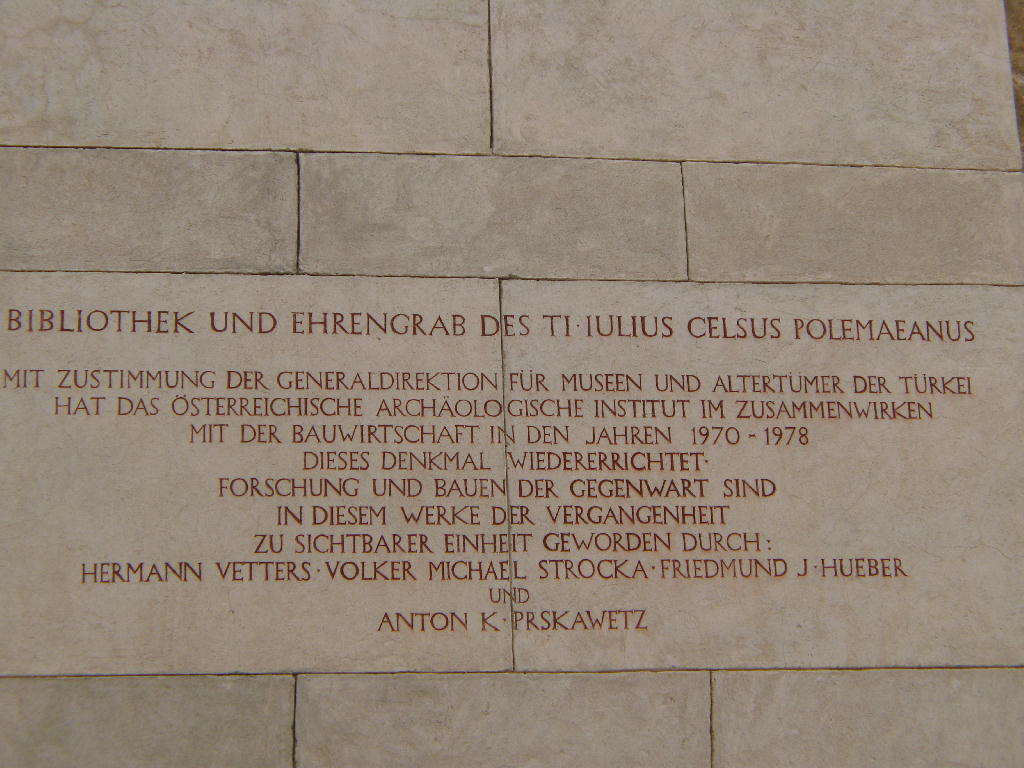 BIBLIOTHEK UND EHRENGRAB DES TI·IULIUS CELSUS POLEMAEANUS
MIT ZUSTIMMUNG DER GENERALDIREKTION FÜR MUSEEN UND ALTERTÜMER DER TÜRKEI
HAT DAS ÖSTERREICHISCHE ARCHÄOLOGISCHE INSTITUT IM ZUSAMMENWIRKEN
MIT DER BAUWIRTSCHAFT IN DEN JAHREN 1970 - 1978
DIESES DENKMAL WIEDERERRICHTET·
FORSCHUNG UND BAUEN DER GEGENWART SIND
IN DIESEM WERKE DER VERGANGENHEIT
ZU SICHTBARER EINHEIT GEWORDEN DURCH:
HERMANN VETTERS·VOLKER MICHAEL STROCKA·FRIEDMUND J·HUEBER
UND
ANTON K·PRSKAWETZ